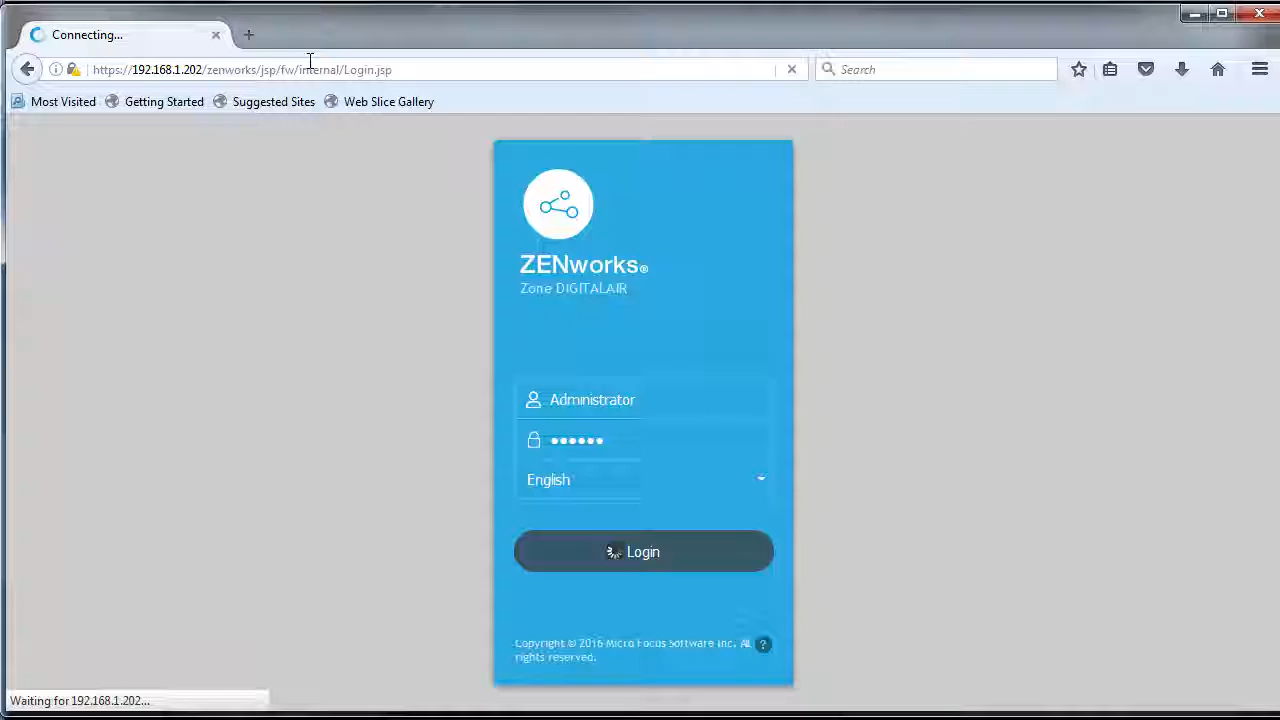 Connecting...
https://192.168.1.202/zenworks/jsp/fw/internal/Login.jsp
Search
Most Visited
Getting Started
Suggested Sites
Web Slice Gallery
ZENworks®
Zone DIGITALAIR
Administrator
English
Login
Copyright © 2016 Micro Focus Software Inc. All
rights reserved.
?
Waiting for 192.168.1.202...